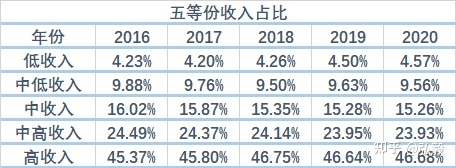 五等份收入占比
年份 2016 2017 2018 2019 2020
低收入 4.23% 4.20% 4.26% 4.50% 4.57%
中低收入 9.88% 9.76% 9.50% 9.63% 9.56%
中收入 16.02% 15.87% 15.35% 15.28% 15.26%
中高收入 24.49% 24.37% 24.14% 23.95% 23.93%
高收入 45.37% 45.80% 46.75% 46.64% 46.68%
知乎